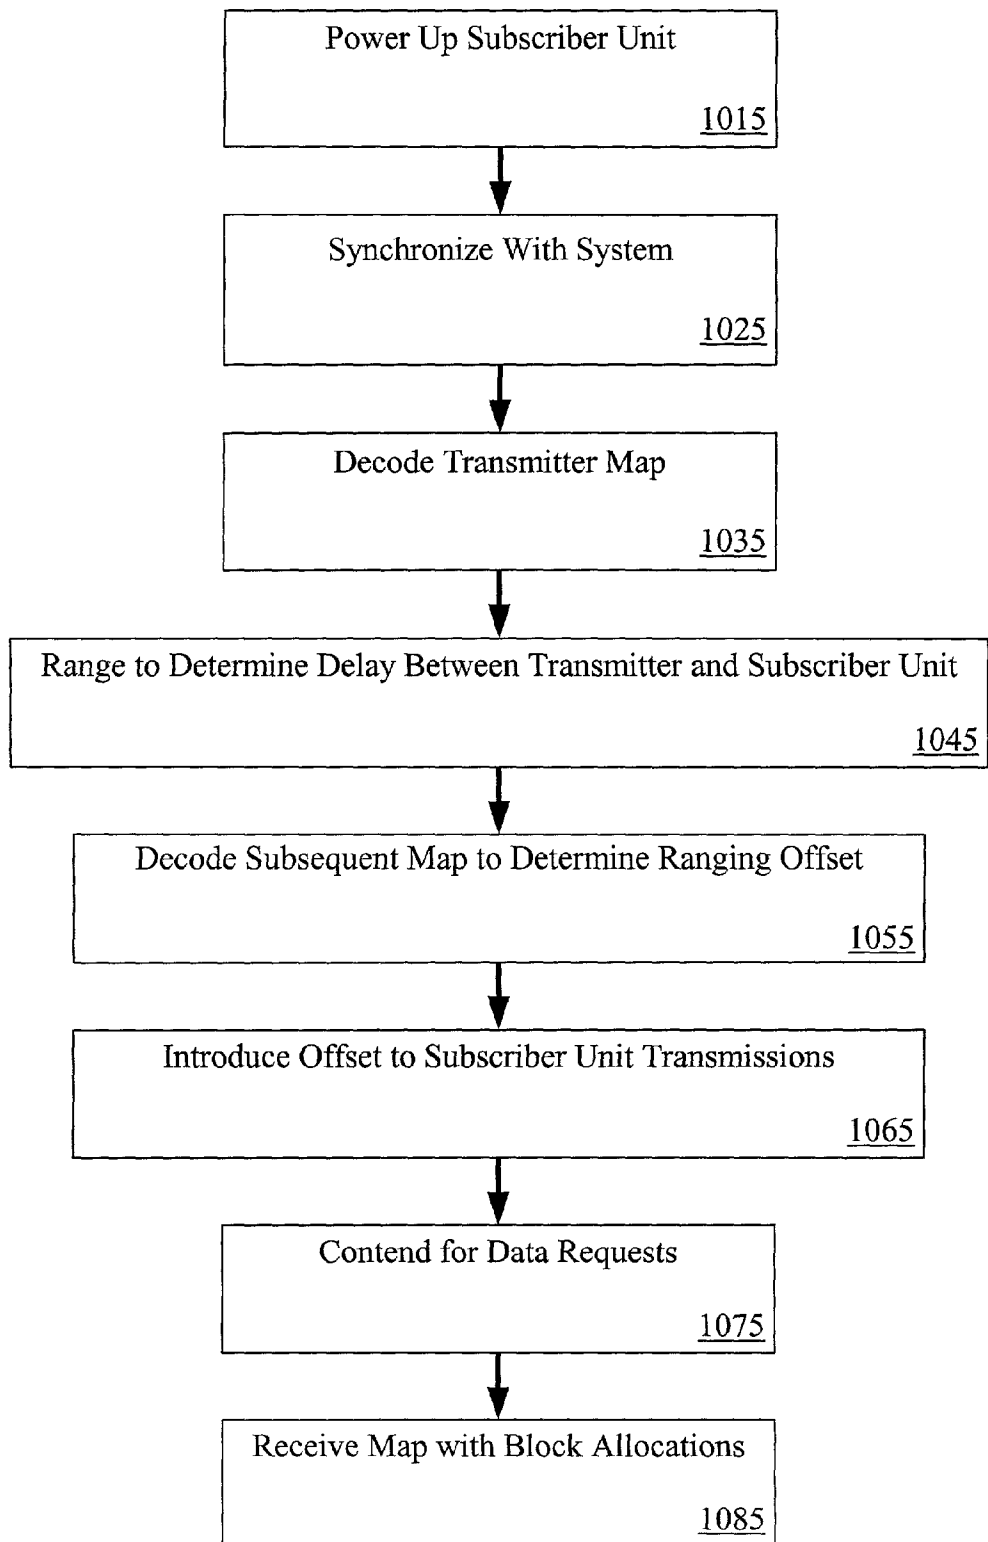 Power Up Subscriber Unit
1015
Synchronize With System
1025
Decode Transmitter Map
1035
Range to Determine Delay Between Transmitter and Subscriber Unit
1045
Decode Subsequent Map to Determine Ranging Offset
1055
Introduce Offset to Subscriber Unit Transmissions
1065
Contend for Data Requests
1075
Receive Map with Block Allocations
1085